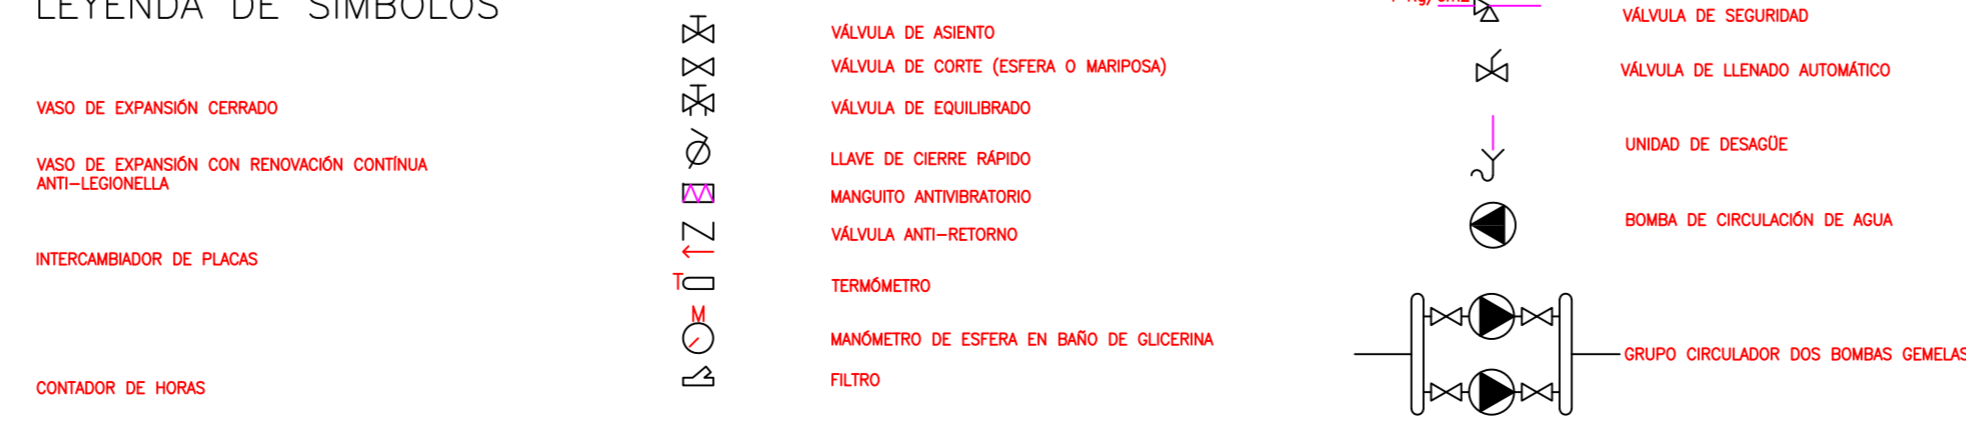 LEYENDA DE SÍMBOLOS
VASO DE EXPANSIÓN CERRADO
VASO DE EXPANSIÓN CON RENOVACIÓN CONTÍNUA
ANTI-LEGIONELLA
INTERCAMBIADOR DE PLACAS
CONTADOR DE HORAS
VÁLVULA DE ASIENTO
VÁLVULA DE CORTE (ESFERA O MARIPOSA)
VÁLVULA DE EQUILIBRADO
LLAVE DE CIERRE RÁPIDO
MANGUITO ANTIVIBRATORIO
VÁLVULA ANTI-RETORNO
T
TERMÓMETRO
M
MANÓMETRO DE ESFERA EN BAÑO DE GLICERINA
FILTRO
VÁLVULA DE SEGURIDAD
VÁLVULA DE LLENADO AUTOMÁTICO
UNIDAD DE DESAGÜE
BOMBA DE CIRCULACIÓN DE AGUA
GRUPO CIRCULADOR DOS BOMBAS GEMELAS